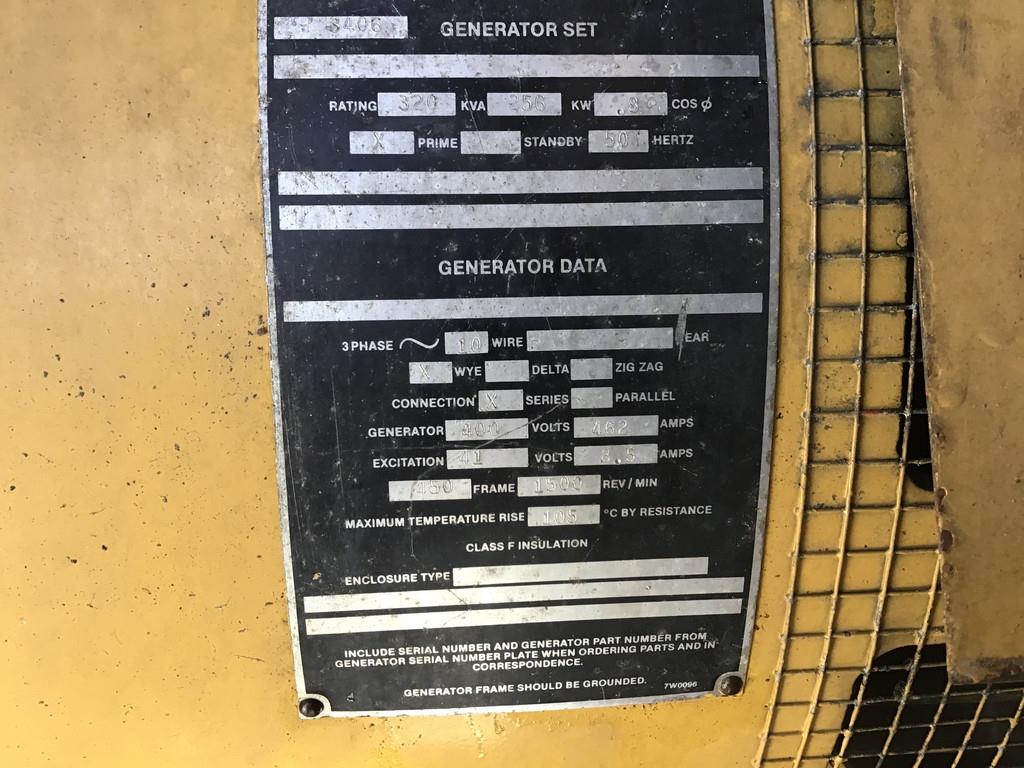 3406 GENERATOR SET
RATING 320 KVA 256 KW .8 COS φ
X PRIME STANDBY 50 HERTZ
GENERATOR DATA
3 PHASE 10 WIRE
X WYE DELTA ZIG ZAG
CONNECTION X SERIES PARALLEL
GENERATOR 400 VOLTS 462 AMPS
EXCITATION 41 VOLTS 8.5 AMPS
450 FRAME 1500 REV / MIN
MAXIMUM TEMPERATURE RISE 105 °C BY RESISTANCE
CLASS F INSULATION
ENCLOSURE TYPE
INCLUDE SERIAL NUMBER AND GENERATOR PART NUMBER FROM
GENERATOR SERIAL NUMBER PLATE WHEN ORDERING PARTS AND IN
CORRESPONDENCE.
GENERATOR FRAME SHOULD BE GROUNDED. 7W0096